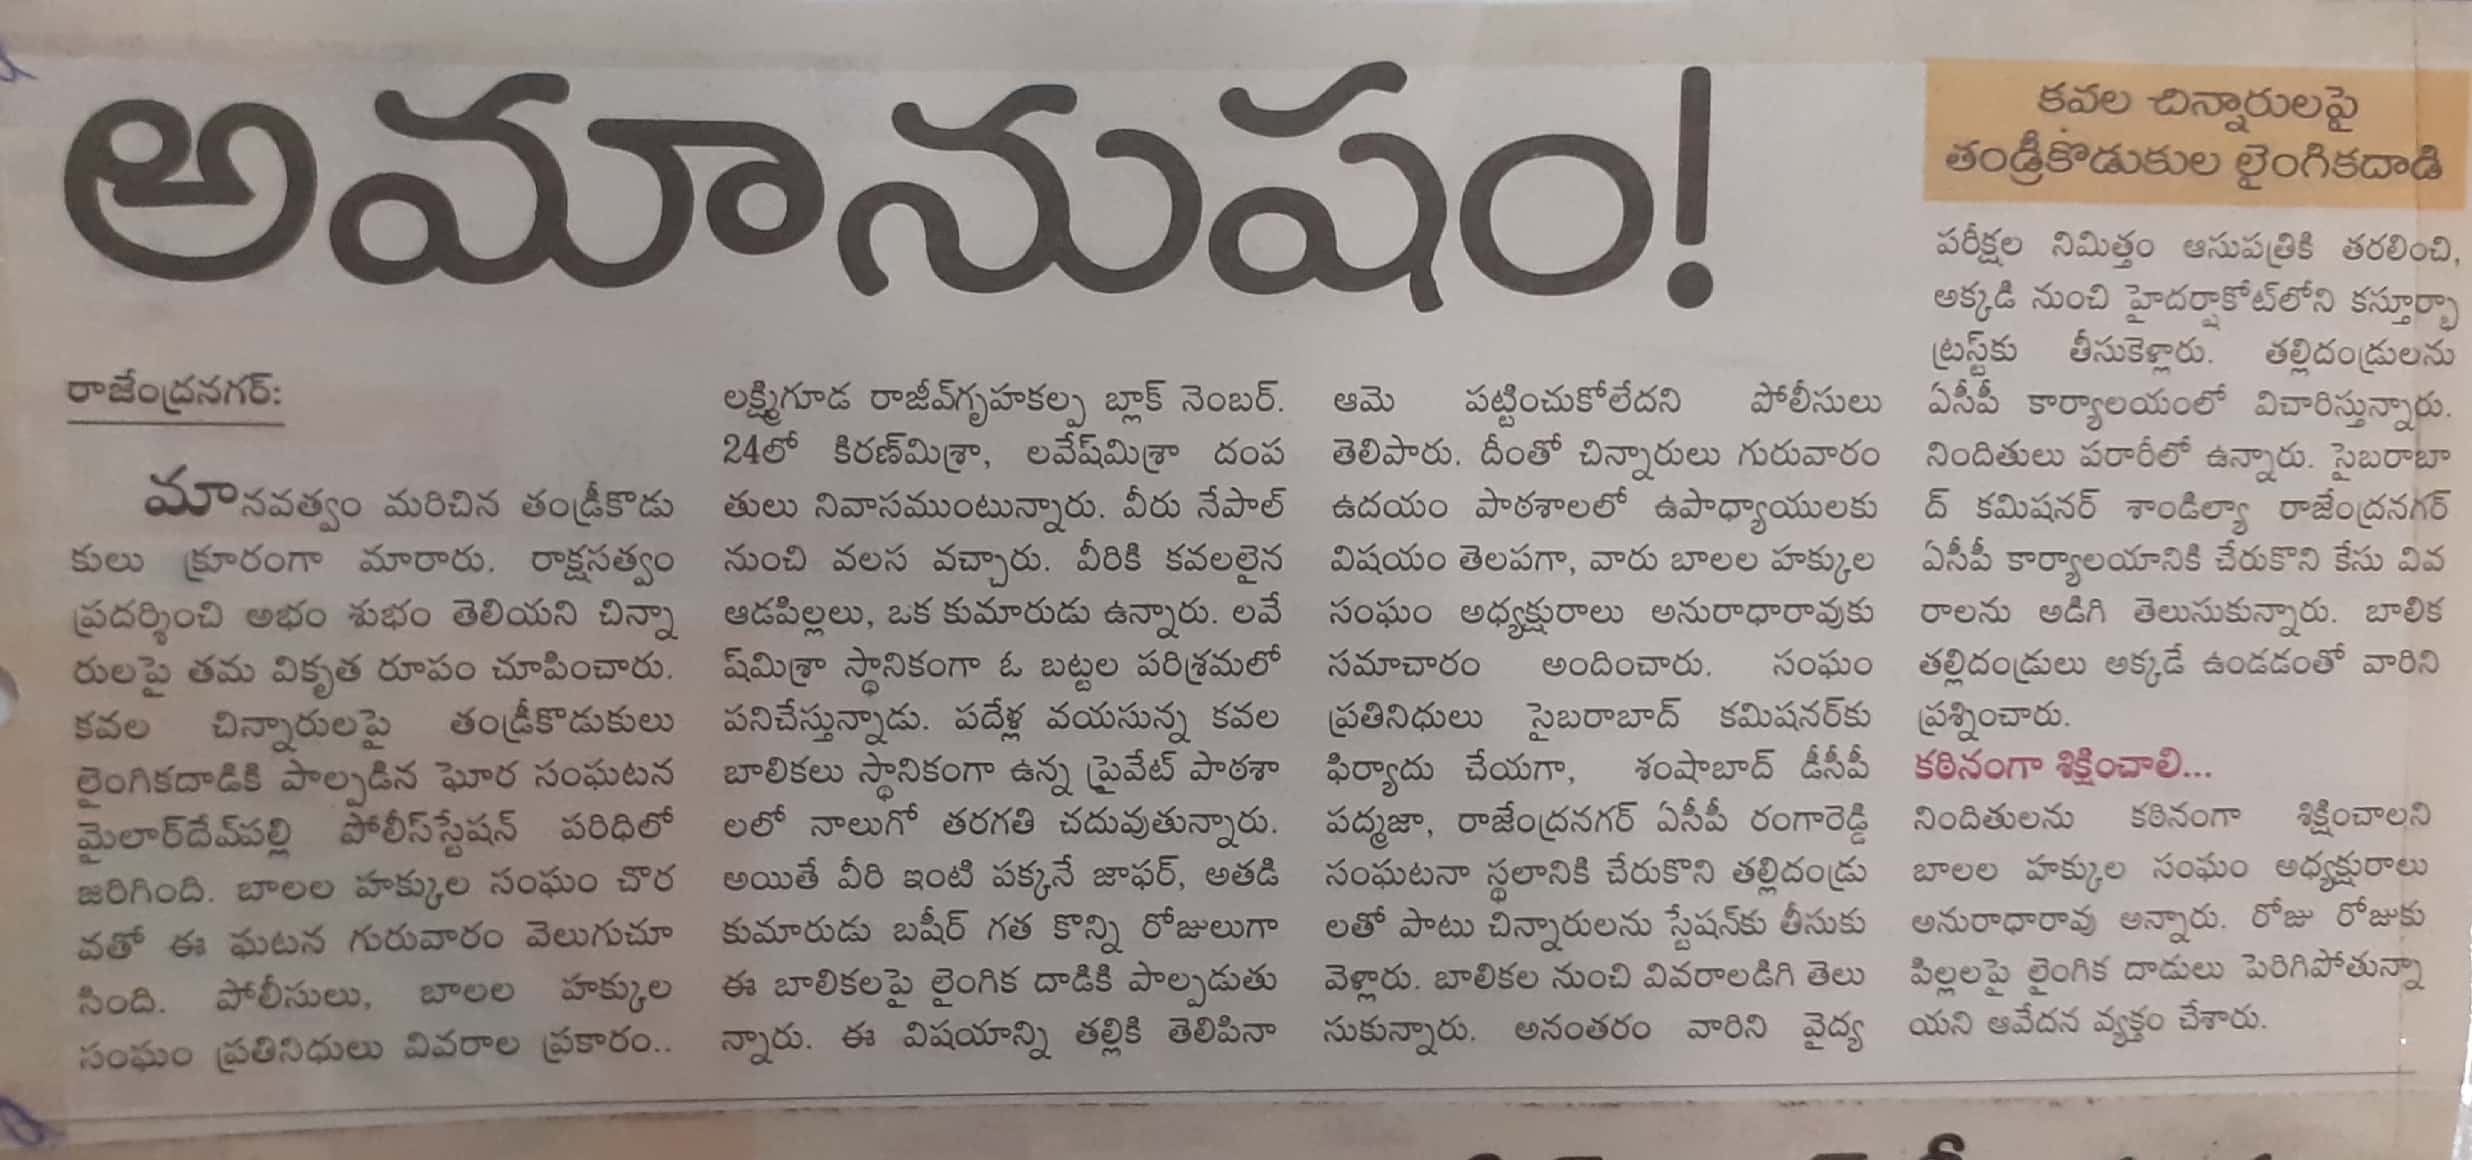 అమానుషం!
కవల చిన్నారులపై
తండ్రీకొడుకుల లైంగికదాడి
రాజేంద్రనగర్:
మానవత్వం మరిచిన తండ్రీకొడు
కులు క్రూరంగా మారారు. రాక్షసత్వం
ప్రదర్శించి అభం శుభం తెలియని చిన్నా
రులపై తమ వికృత రూపం చూపించారు.
కవల చిన్నారులపై తండ్రీకొడుకులు
లైంగికదాడికి పాల్పడిన ఘోర సంఘటన
మైలార్‌దేవ్‌పల్లి పోలీస్‌స్టేషన్ పరిధిలో
జరిగింది. బాలల హక్కుల సంఘం చొర
వతో ఈ ఘటన గురువారం వెలుగుచూ
సింది. పోలీసులు, బాలల హక్కుల
సంఘం ప్రతినిధులు వివరాల ప్రకారం..
లక్ష్మిగూడ రాజీవ్‌గృహకల్ప బ్లాక్ నెంబర్.
24లో కిరణ్‌మిశ్రా, లవేష్‌మిశ్రా దంప
తులు నివాసముంటున్నారు. వీరు నేపాల్
నుంచి వలస వచ్చారు. వీరికి కవలలైన
ఆడపిల్లలు, ఒక కుమారుడు ఉన్నారు. లవే
ష్‌మిశ్రా స్థానికంగా ఓ బట్టల పరిశ్రమలో
పనిచేస్తున్నాడు. పదేళ్ల వయసున్న కవల
బాలికలు స్థానికంగా ఉన్న ప్రైవేట్ పాఠశా
లలో నాలుగో తరగతి చదువుతున్నారు.
అయితే వీరి ఇంటి పక్కనే జాఫర్, అతడి
కుమారుడు బషీర్ గత కొన్ని రోజులుగా
ఈ బాలికలపై లైంగిక దాడికి పాల్పడుతు
న్నారు. ఈ విషయాన్ని తల్లికి తెలిపినా
ఆమె పట్టించుకోలేదని పోలీసులు
తెలిపారు. దీంతో చిన్నారులు గురువారం
ఉదయం పాఠశాలలో ఉపాధ్యాయులకు
విషయం తెలపగా, వారు బాలల హక్కుల
సంఘం అధ్యక్షురాలు అనురాధారావుకు
సమాచారం అందించారు. సంఘం
ప్రతినిధులు సైబరాబాద్ కమిషనర్‌కు
ఫిర్యాదు చేయగా, శంషాబాద్ డీసీపీ
పద్మజా, రాజేంద్రనగర్ ఏసీపీ రంగారెడ్డి
సంఘటనా స్థలానికి చేరుకొని తల్లిదండ్రు
లతో పాటు చిన్నారులను స్టేషన్‌కు తీసుకు
వెళ్లారు. బాలికల నుంచి వివరాలడిగి తెలు
సుకున్నారు. అనంతరం వారిని వైద్య
పరీక్షల నిమిత్తం ఆసుపత్రికి తరలించి,
అక్కడి నుంచి హైదర్షాకోట్‌లోని కస్తూర్బా
ట్రస్ట్‌కు తీసుకెళ్లారు. తల్లిదండ్రులను
ఏసీపీ కార్యాలయంలో విచారిస్తున్నారు.
నిందితులు పరారీలో ఉన్నారు. సైబరాబా
ద్ కమిషనర్ శాండిల్యా రాజేంద్రనగర్
ఏసీపీ కార్యాలయానికి చేరుకొని కేసు వివ
రాలను అడిగి తెలుసుకున్నారు. బాలిక
తల్లిదండ్రులు అక్కడే ఉండడంతో వారిని
ప్రశ్నించారు.
కఠినంగా శిక్షించాలి...
నిందితులను కఠినంగా శిక్షించాలని
బాలల హక్కుల సంఘం అధ్యక్షురాలు
అనురాధారావు అన్నారు. రోజు రోజుకు
పిల్లలపై లైంగిక దాడులు పెరిగిపోతున్నా
యని ఆవేదన వ్యక్తం చేశారు.